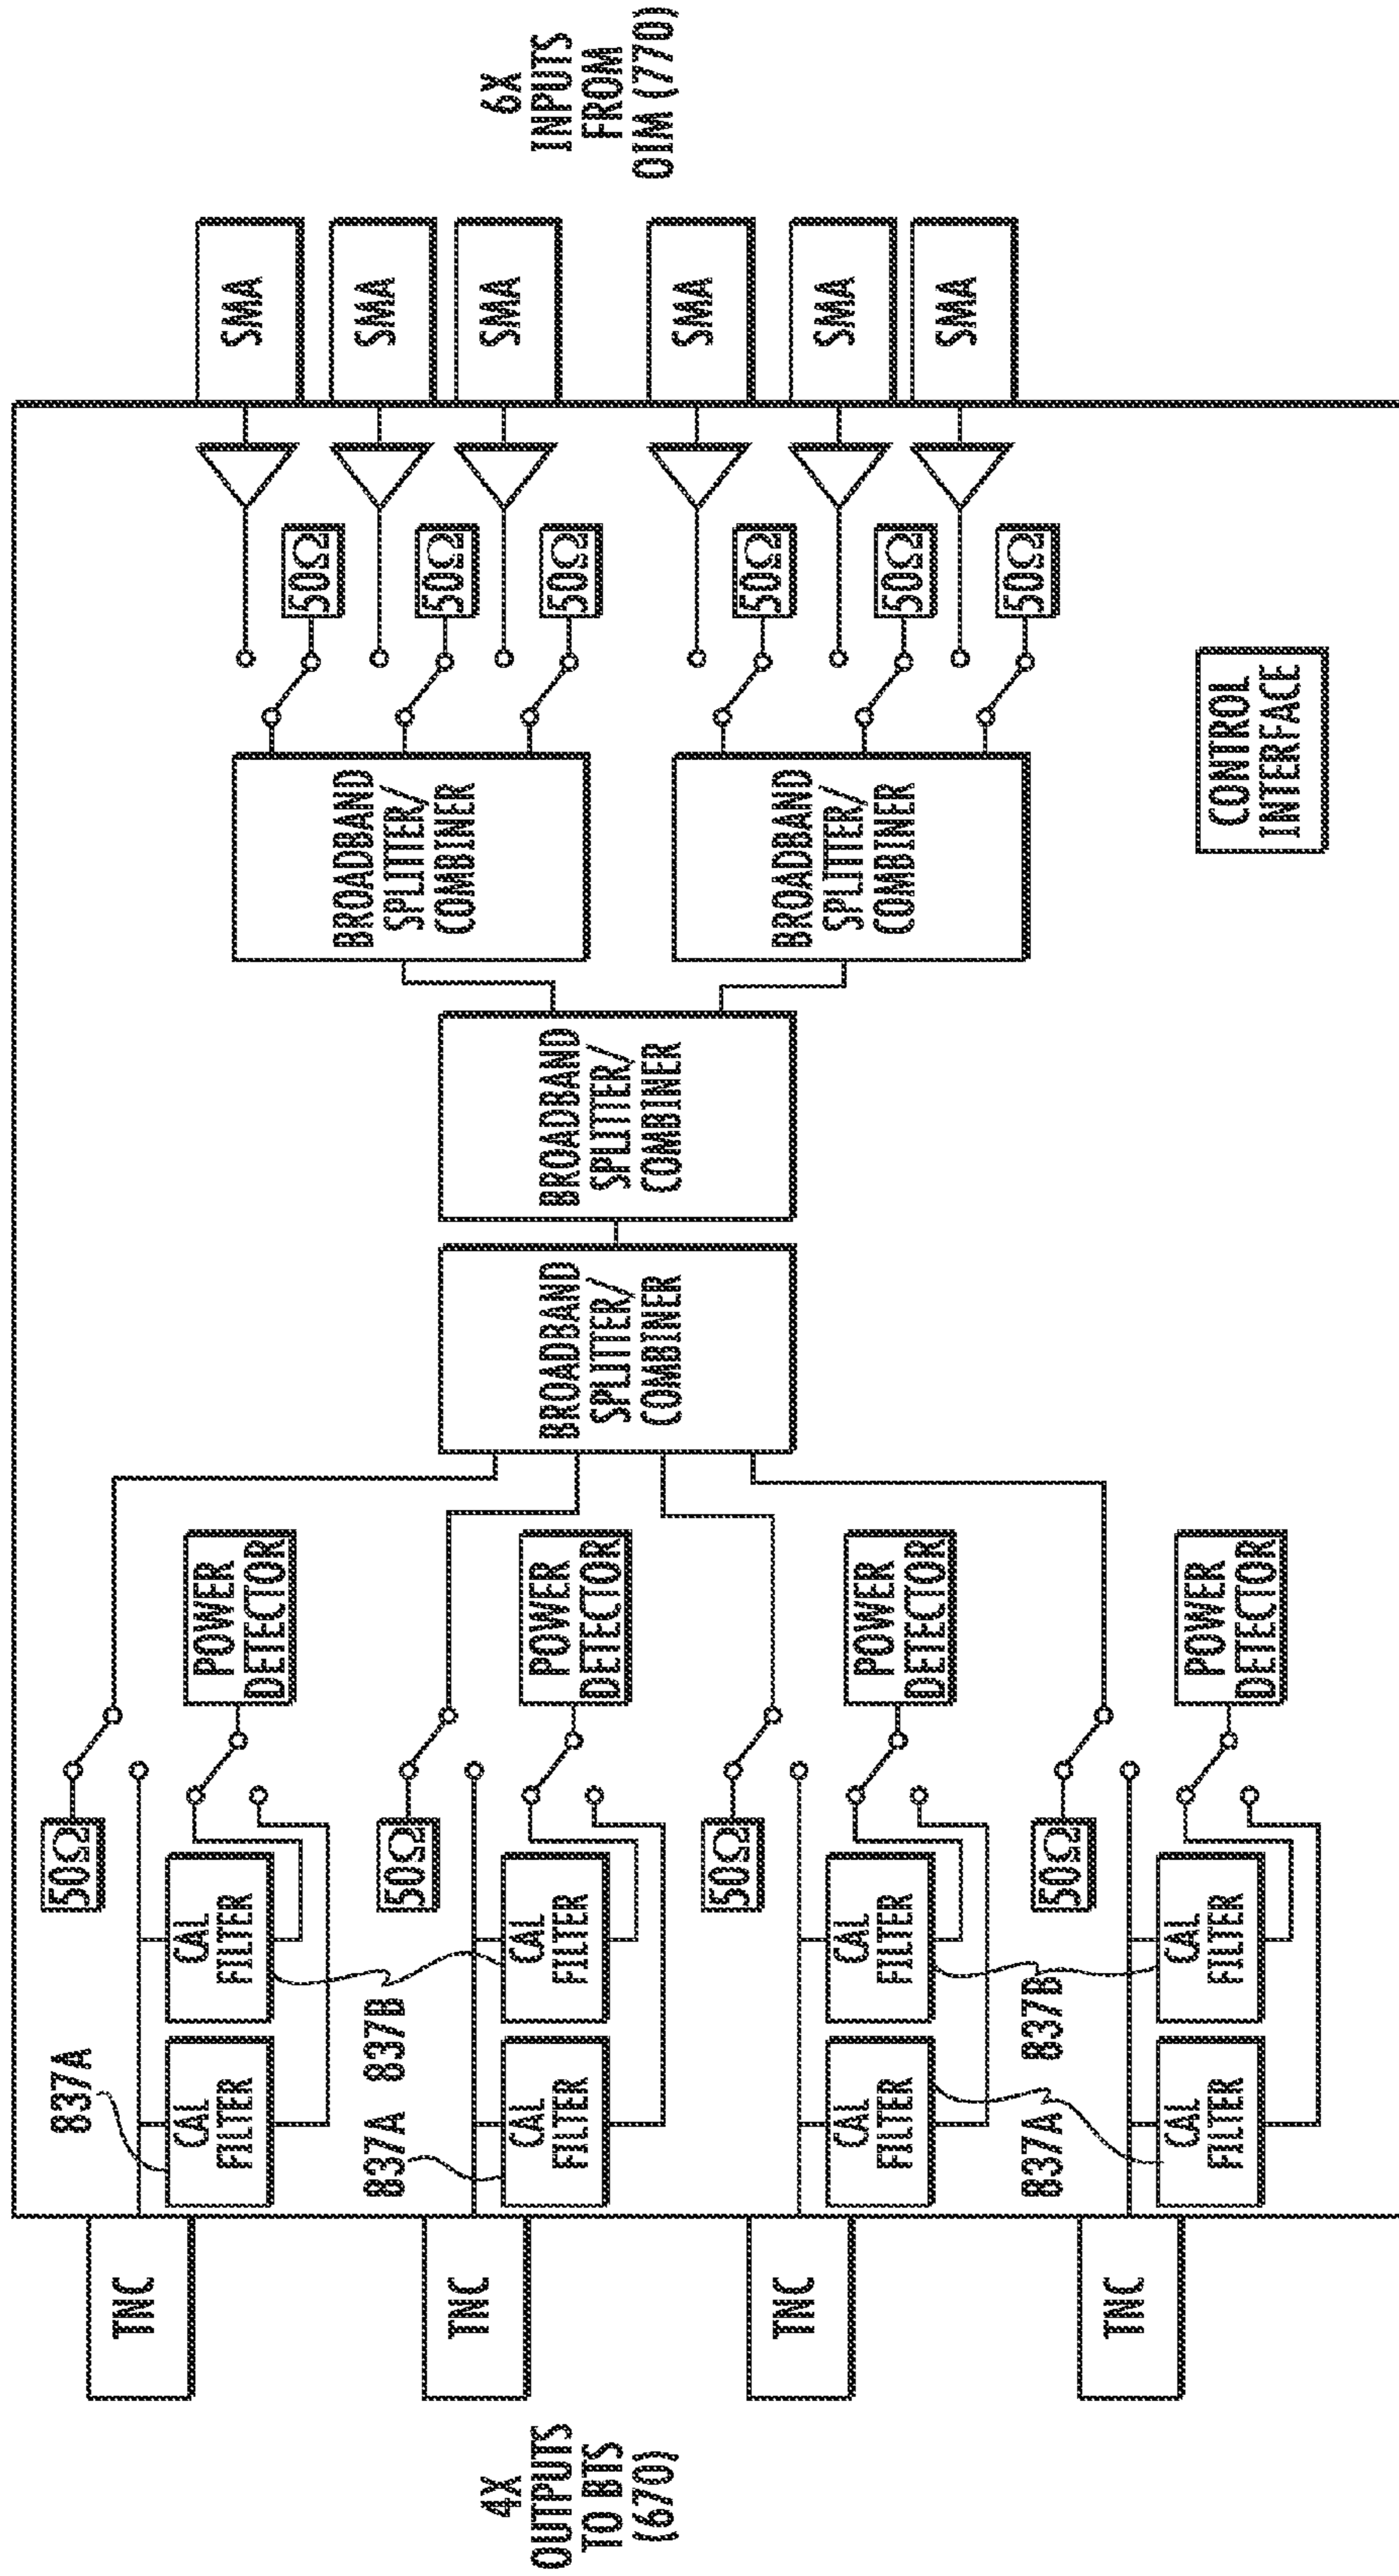 4X
OUTPUTS
TO BTS
(670)
TNC
TNC
TNC
TNC
837A
CAL
FILTER
CAL
FILTER
50Ω
POWER
DETECTOR
837A
837B
CAL
FILTER
CAL
FILTER
50Ω
POWER
DETECTOR
CAL
FILTER
CAL
FILTER
50Ω
POWER
DETECTOR
837A
837B
CAL
FILTER
CAL
FILTER
50Ω
POWER
DETECTOR
BROADBAND
SPLITTER/
COMBINER
BROADBAND
SPLITTER/
COMBINER
BROADBAND
SPLITTER/
COMBINER
BROADBAND
SPLITTER/
COMBINER
50Ω
50Ω
50Ω
50Ω
50Ω
50Ω
CONTROL
INTERFACE
SMA
SMA
SMA
SMA
SMA
SMA
6X
INPUTS
FROM
OIM (770)